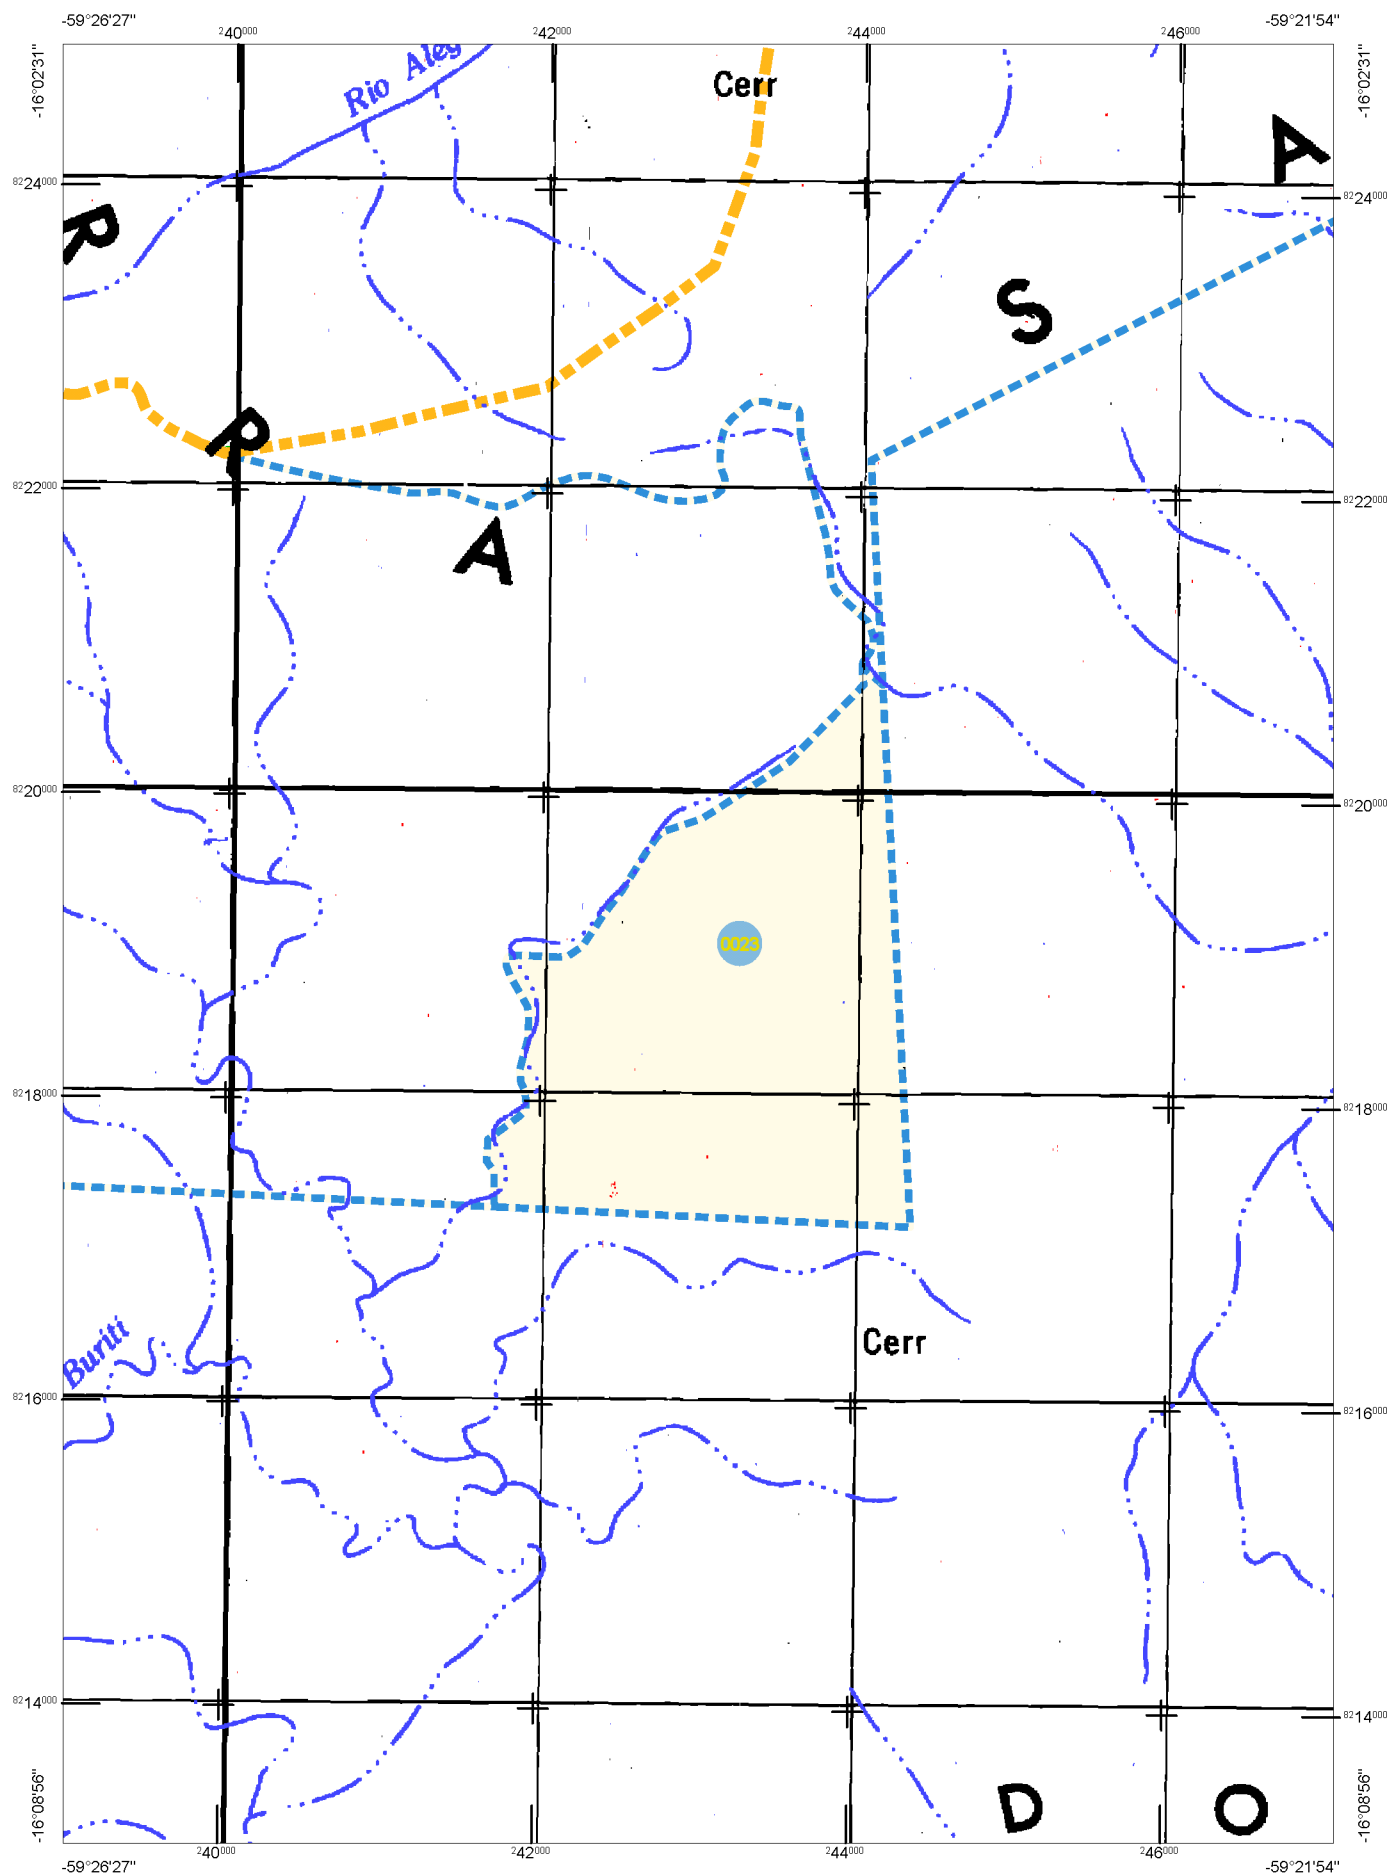 -59°26'27" -59°21'54"
240000 242000 244000 246000
-16°02'31" -16°02'31"
Rio Aleg
Cerr
A
8224000 8224000
R
S
R
8222000 8222000
A
8220000 8220000
0023
8218000 8218000
Buriti
Cerr
8216000 8216000
8214000 8214000
-16°08'56" -16°08'56"
D O
240000 242000 244000 246000
-59°26'27" -59°21'54"